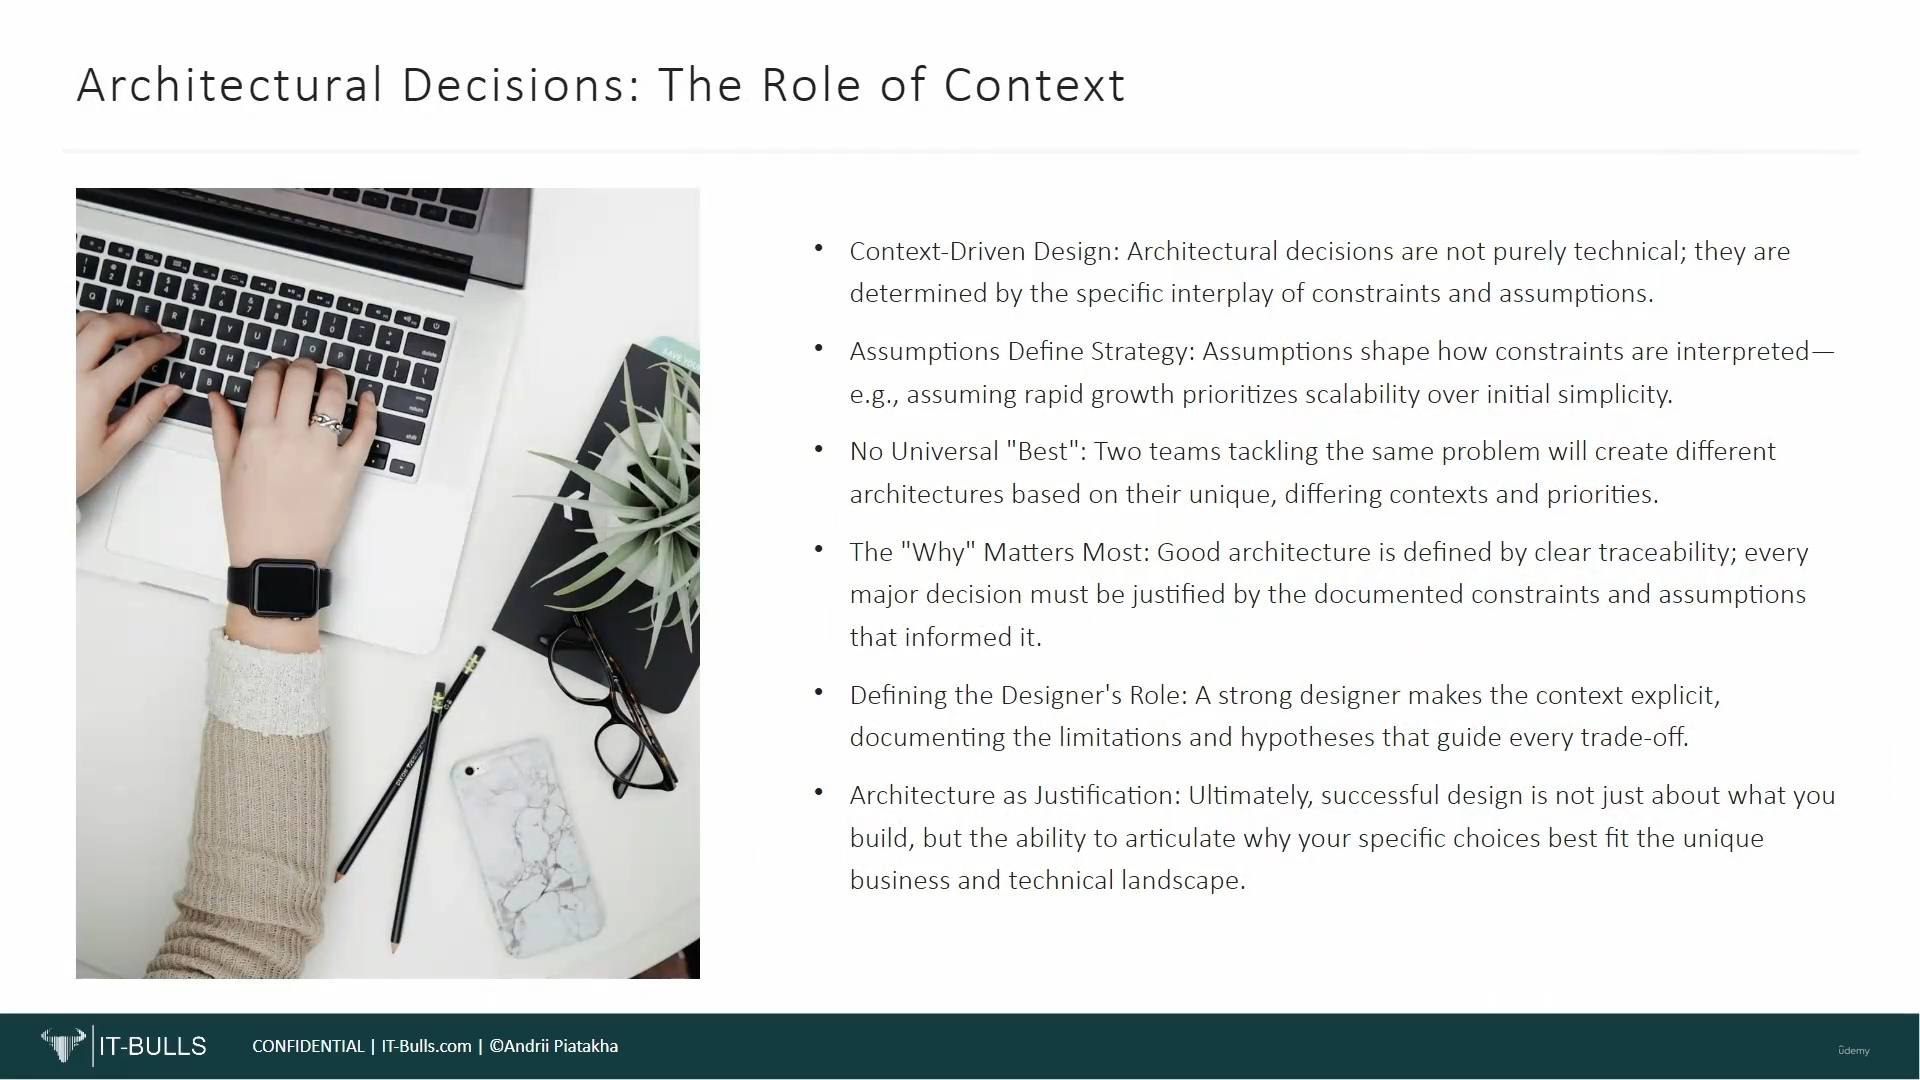 Architectural Decisions: The Role of Context
• Context-Driven Design: Architectural decisions are not purely technical; they are
determined by the specific interplay of constraints and assumptions.
• Assumptions Define Strategy: Assumptions shape how constraints are interpreted—
e.g., assuming rapid growth prioritizes scalability over initial simplicity.
• No Universal "Best": Two teams tackling the same problem will create different
architectures based on their unique, differing contexts and priorities.
• The "Why" Matters Most: Good architecture is defined by clear traceability; every
major decision must be justified by the documented constraints and assumptions
that informed it.
• Defining the Designer's Role: A strong designer makes the context explicit,
documenting the limitations and hypotheses that guide every trade-off.
• Architecture as Justification: Ultimately, successful design is not just about what you
build, but the ability to articulate why your specific choices best fit the unique
business and technical landscape.
IT-BULLS
CONFIDENTIAL | IT-Bulls.com | ©Andrii Piatakha
udemy